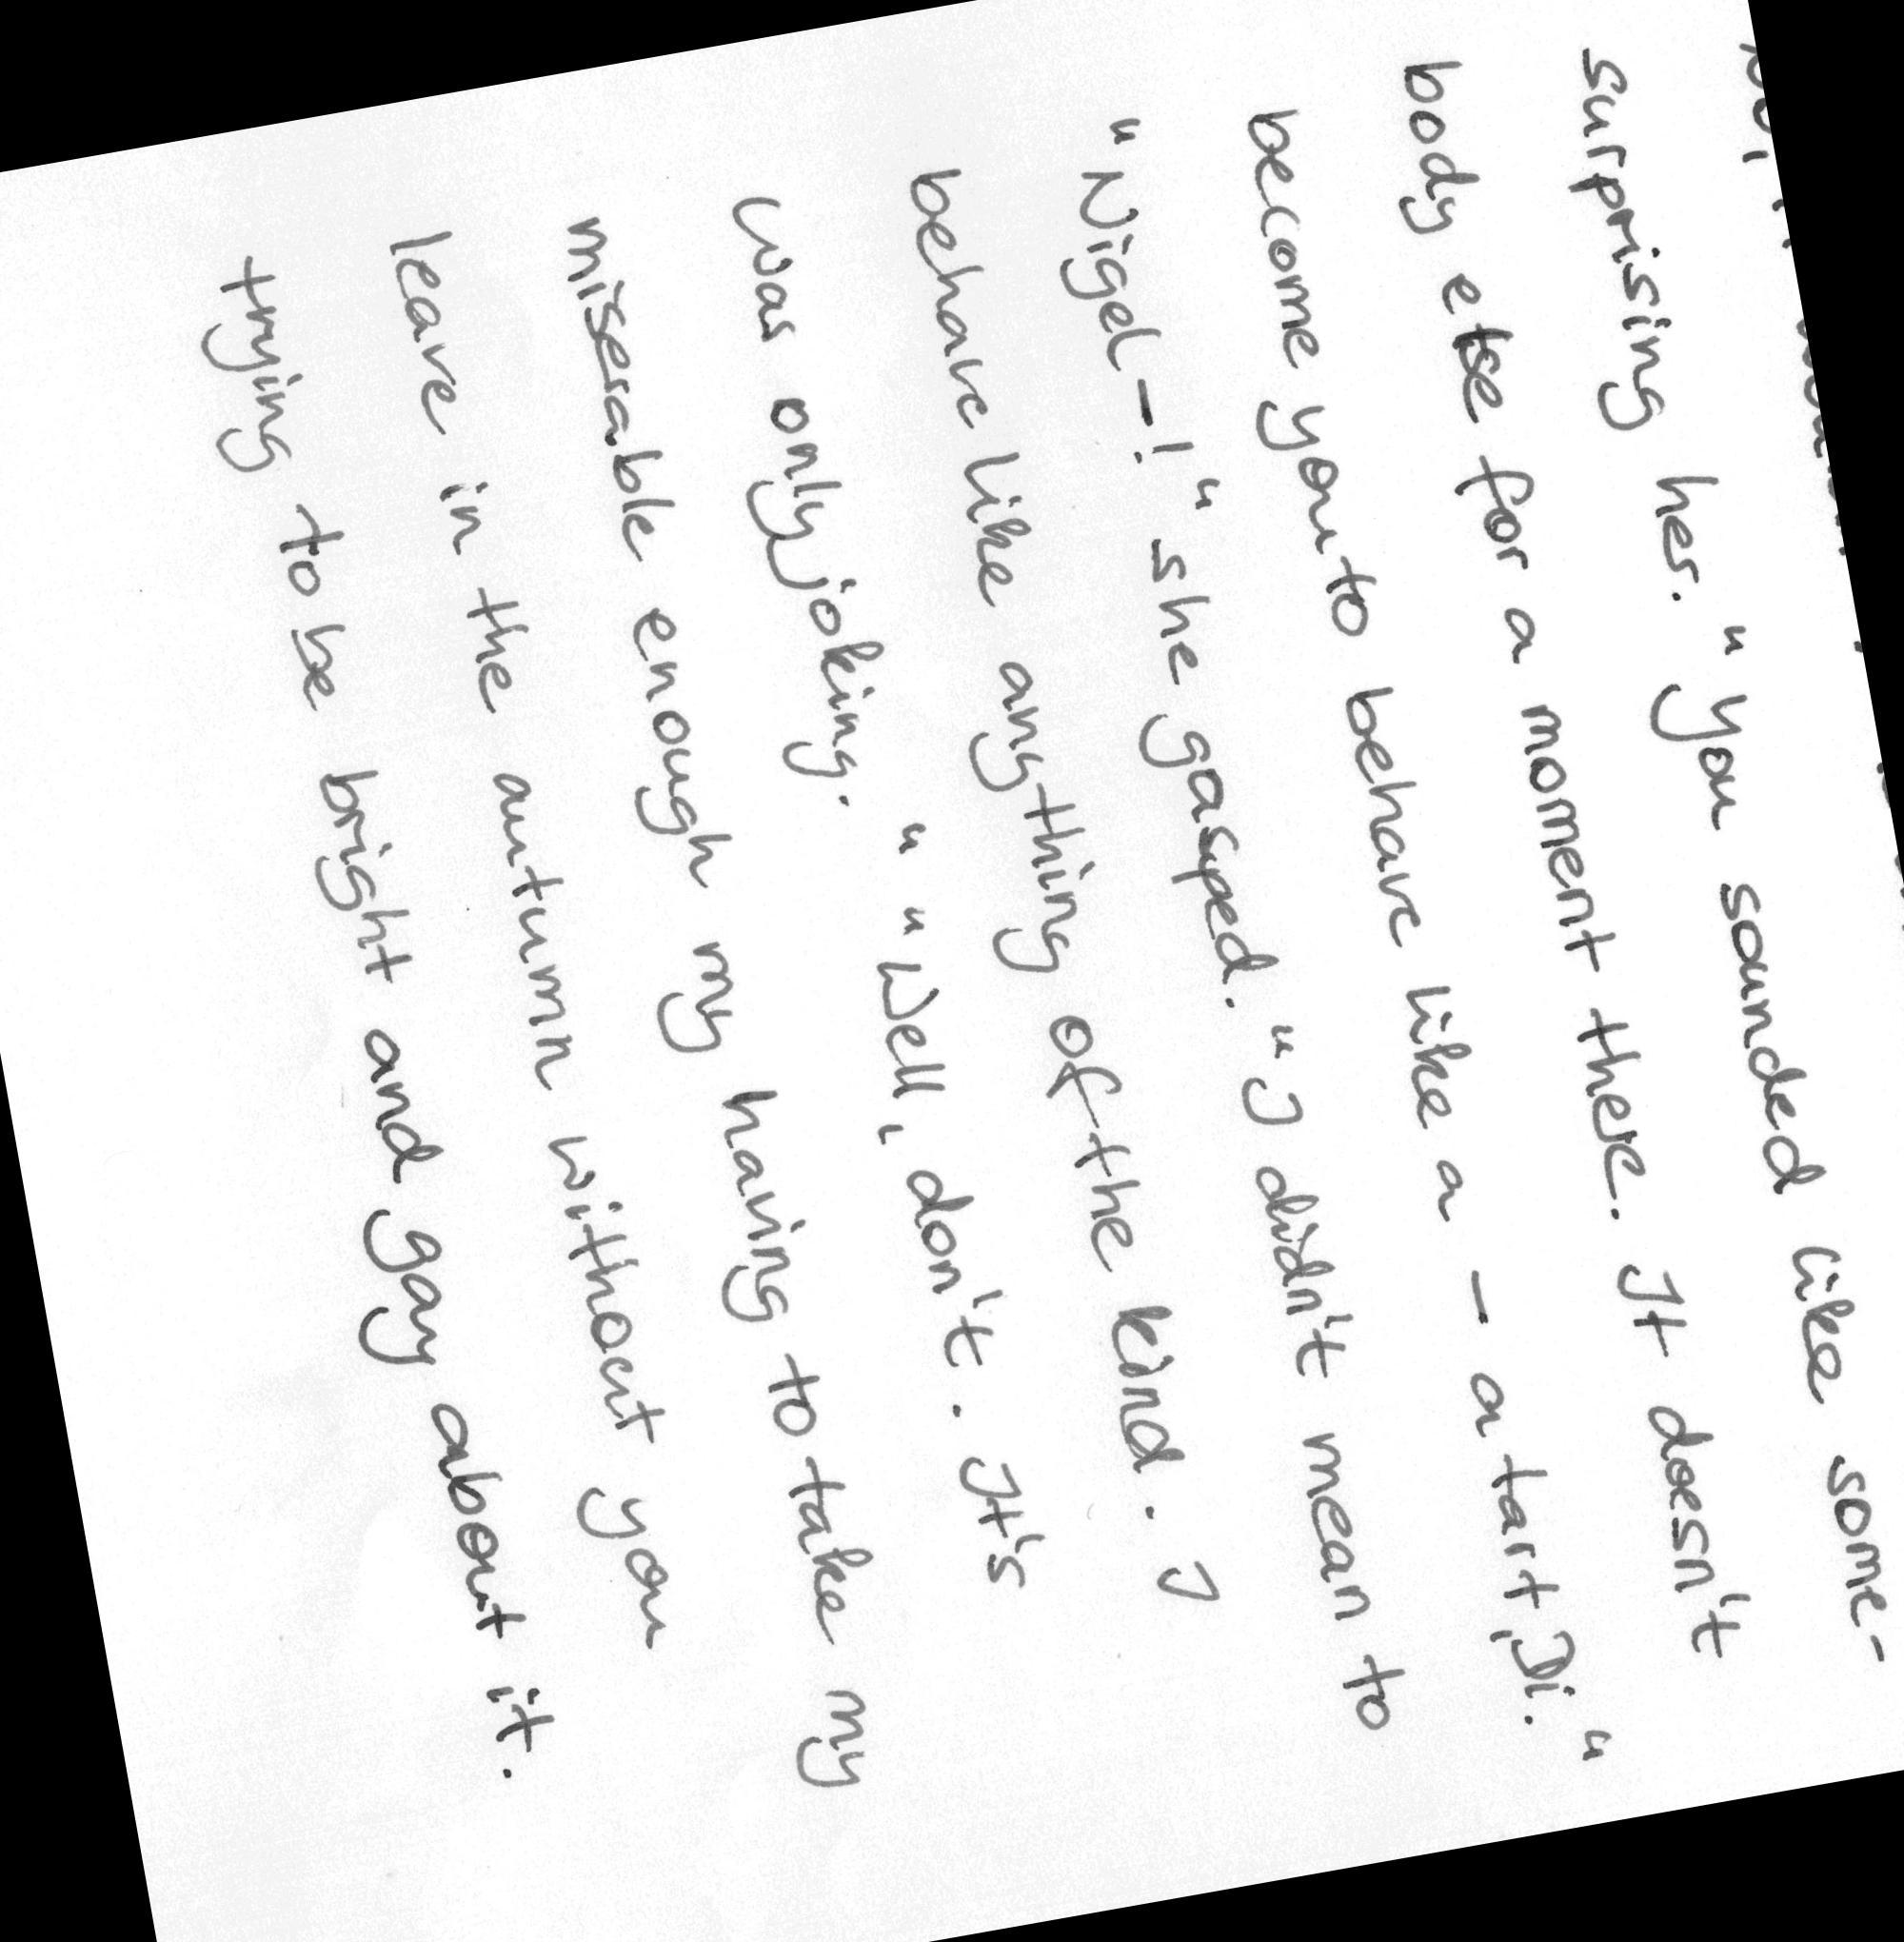 surprising her. "You sounded like some-
body else for a moment there. It doesn't
become you to behave like a - a tart, Di."
"Nigel -!" she gasped. "I didn't mean to
behave like anything of the kind. I
was only joking." "Well, don't. It's
miserable enough my having to take my
leave in the autumn without you
trying to be bright and gay about it.